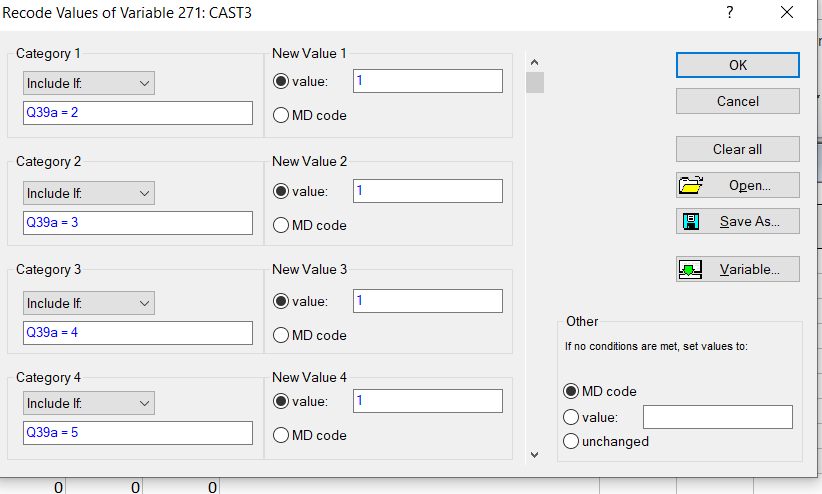 Recode Values of Variable 271: CAST3
?
Category 1
Include If:
Q39a = 2
New Value 1
value:
1
MD code
Category 2
Include If:
Q39a = 3
New Value 2
value:
1
MD code
Category 3
Include If:
Q39a = 4
New Value 3
value:
1
MD code
Category 4
Include If:
Q39a = 5
New Value 4
value:
1
MD code
OK
Cancel
Clear all
Open...
Save As...
Variable...
Other
If no conditions are met, set values to:
MD code
value:
unchanged
0 0 0